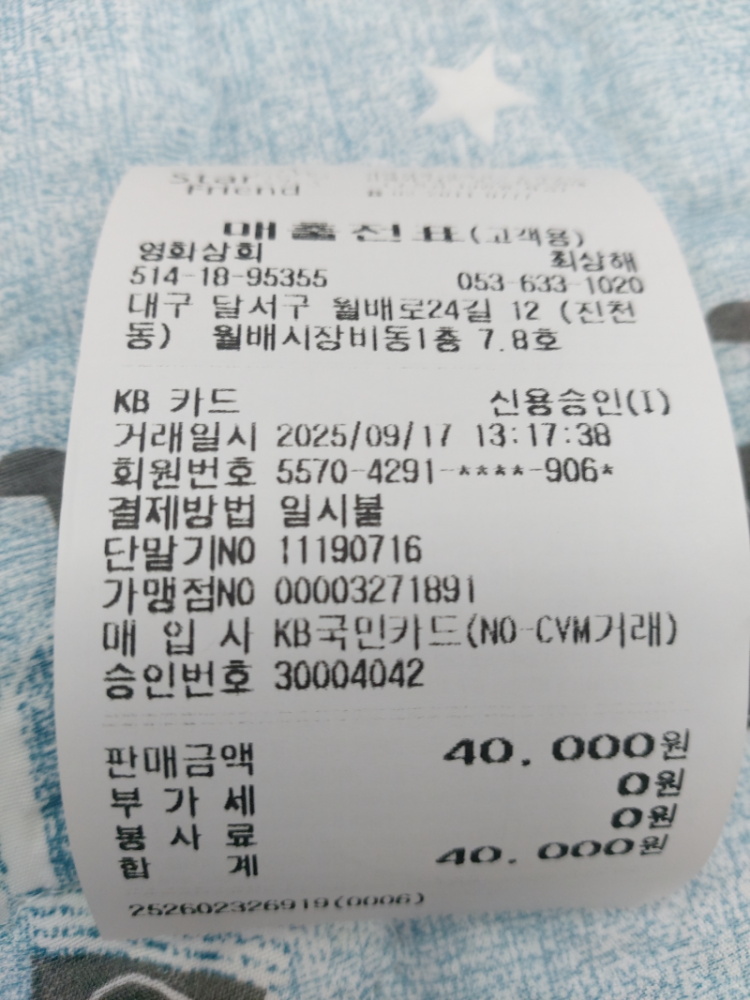 Star
Friend
매출전표(고객용)
영희상회 최상해
514-18-95355 053-633-1020
대구 달서구 월배로24길 12 (진천
동) 월배시장비동1층 7.8호
KB 카드 신용승인(I)
거래일시 2025/09/17 13:17:38
회원번호 5570-4291-****-906*
결제방법 일시불
단말기NO 11190716
가맹점NO 00003271891
매 입 사 KB국민카드(NO-CVM거래)
승인번호 30004042
판매금액 40,000원
부 가 세 0원
봉 사 료 0원
합 계 40,000원
252602326919(0006)